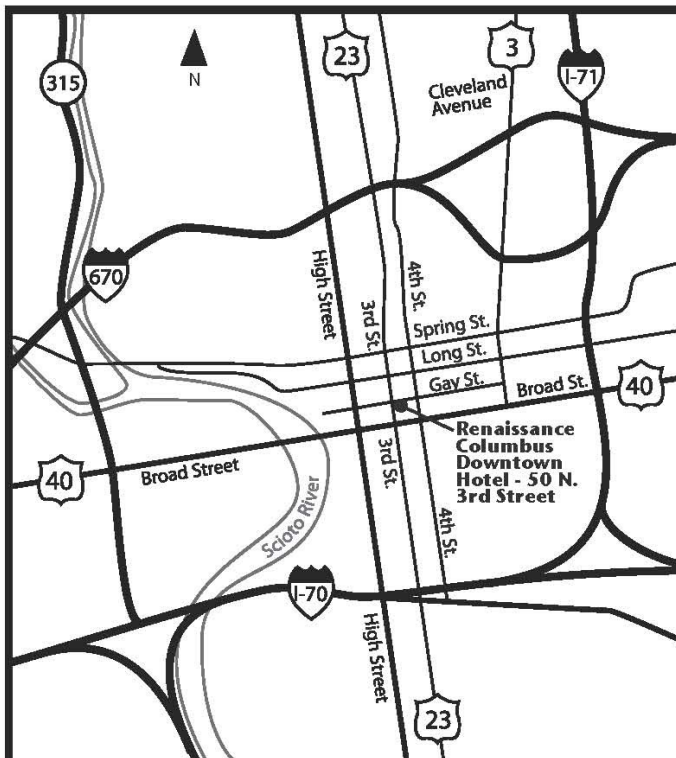 23
3
315
I-71
N
Cleveland
Avenue
670
High Street
3rd St.
4th St.
Spring St.
Long St.
Gay St.
Broad St.
40
Renaissance
Columbus
Downtown
Hotel - 50 N.
3rd Street
40
Broad Street
3rd St.
4th St.
Scioto River
I-70
High Street
23